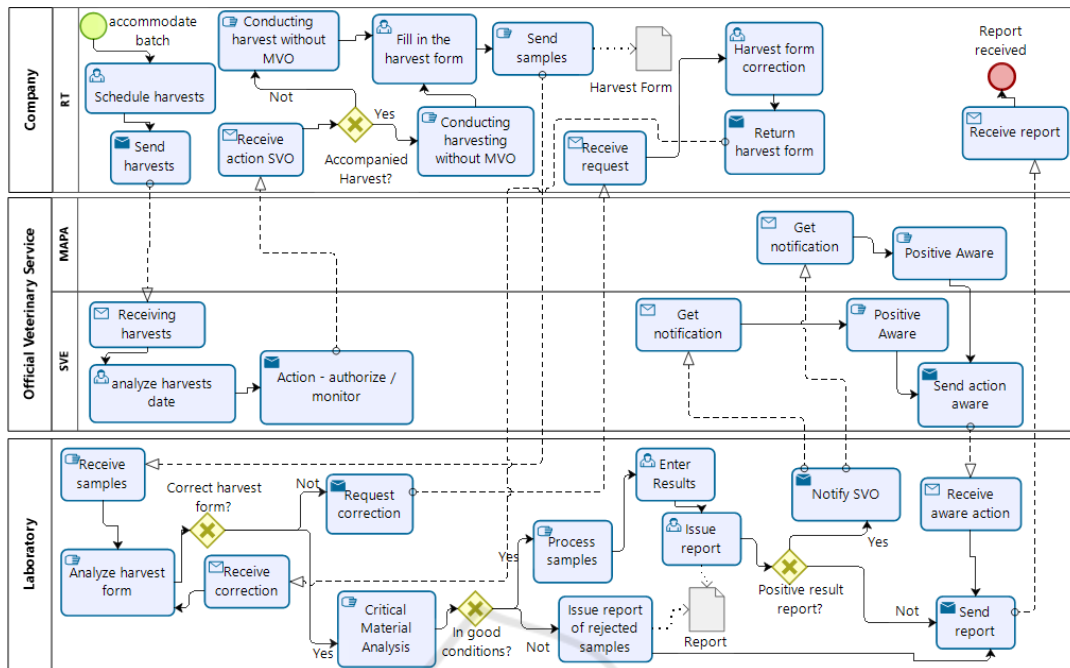 Company
RT
accommodate
batch
Schedule harvests
Send
harvests
Conducting
harvest without
MVO
Not
Receive
action SVO
Yes
Accompanied
Harvest?
Fill in the
harvest form
Conducting
harvesting
without MVO
Send
samples
Harvest Form
Receive
request
Harvest form
correction
Return
harvest form
Report
received
Receive report
Official Veterinary Service
MAPA
Get
notification
Positive Aware
SVE
Receiving
harvests
analyze harvests
date
Action - authorize /
monitor
Get
notification
Positive
Aware
Send action
aware
Laboratory
Receive
samples
Analyze harvest
form
Correct harvest
form?
Not
Request
correction
Receive
correction
Yes
Critical
Material
Analysis
In good
conditions?
Yes
Not
Process
samples
Issue report
of rejected
samples
Enter
Results
Issue
report
Report
Positive result
report?
Notify SVO
Yes
Not
Receive
aware action
Send
report